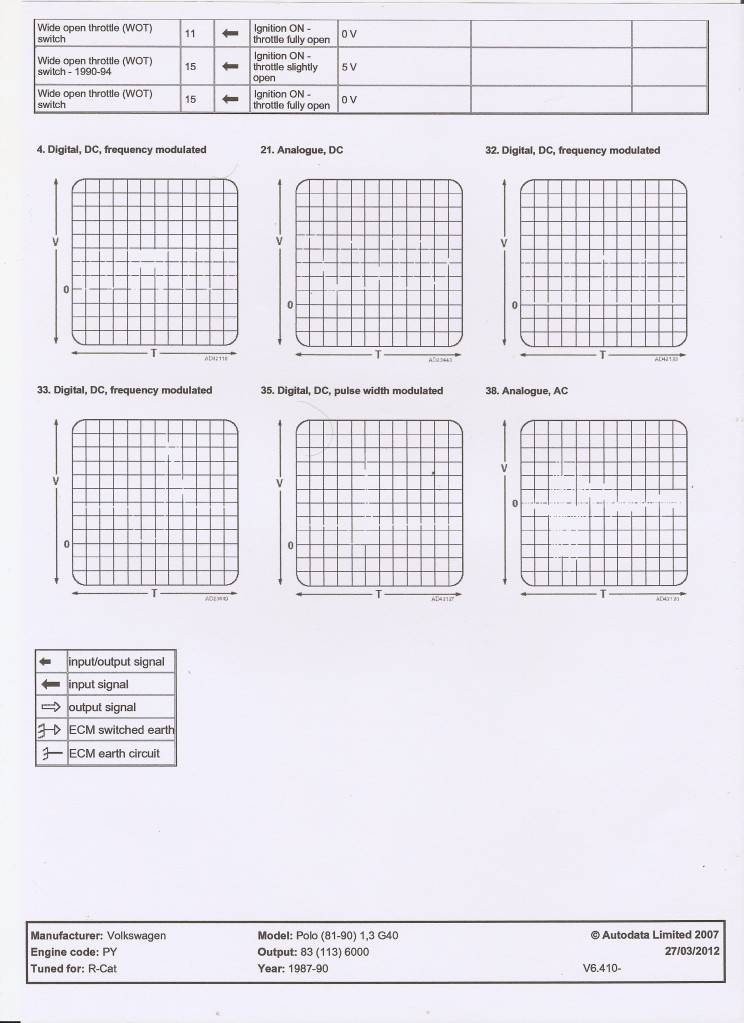 Wide open throttle (WOT)
switch
11
Ignition ON -
throttle fully open
0 V
Wide open throttle (WOT)
switch - 1990-94
15
Ignition ON -
throttle slightly
open
5 V
Wide open throttle (WOT)
switch
15
Ignition ON -
throttle fully open
0 V
4. Digital, DC, frequency modulated
21. Analogue, DC
32. Digital, DC, frequency modulated
V
0
T
V
0
T
V
0
T
33. Digital, DC, frequency modulated
35. Digital, DC, pulse width modulated
38. Analogue, AC
V
0
T
V
0
T
V
0
T
input/output signal
input signal
output signal
ECM switched earth
ECM earth circuit
Manufacturer: Volkswagen
Model: Polo (81-90) 1,3 G40
© Autodata Limited 2007
Engine code: PY
Output: 83 (113) 6000
27/03/2012
Tuned for: R-Cat
Year: 1987-90
V6.410-